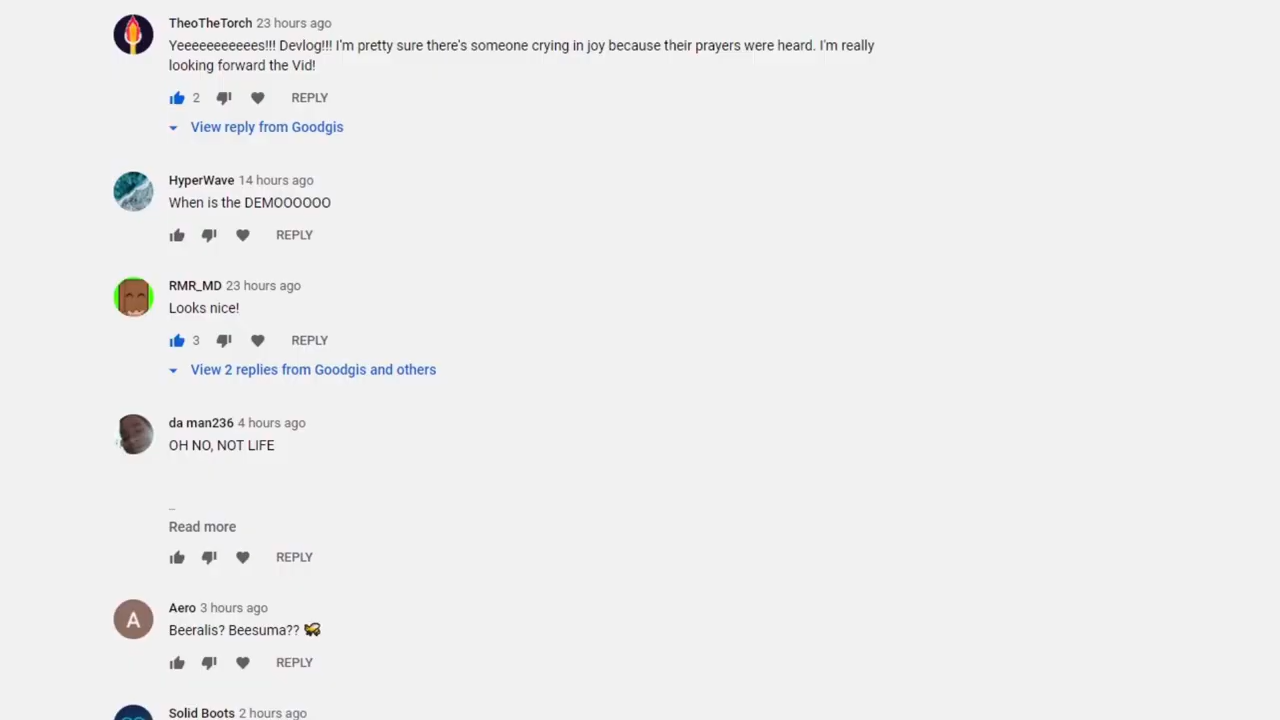 TheoTheTorch 23 hours ago
Yeeeeeeeeeees!!! Devlog!!! I'm pretty sure there's someone crying in joy because their prayers were heard. I'm really
looking forward the Vid!
2 REPLY
View reply from Goodgis
HyperWave 14 hours ago
When is the DEMOOOOOO
REPLY
RMR_MD 23 hours ago
Looks nice!
3 REPLY
View 2 replies from Goodgis and others
da man236 4 hours ago
OH NO, NOT LIFE
_
Read more
REPLY
A
Aero 3 hours ago
Beeralis? Beesuma?? 🐝
REPLY
Solid Boots 2 hours ago